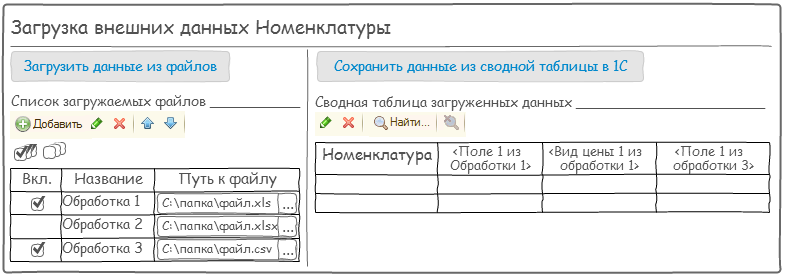 Загрузка внешних данных Номенклатуры
Загрузить данные из файлов
Список загружаемых файлов
Добавить
Вкл. Название Путь к файлу
Обработка 1 C:\папка\файл.xls ...
Обработка 2 C:\папка\файл.xlsx ...
Обработка 3 C:\папка\файл.csv ...
Сохранить данные из сводной таблицы в 1С
Сводная таблица загруженных данных
Найти...
Номенклатура <Поле 1 из Обработки 1> <Вид цены 1 из обработки 1> <Поле 1 из обработки 3>